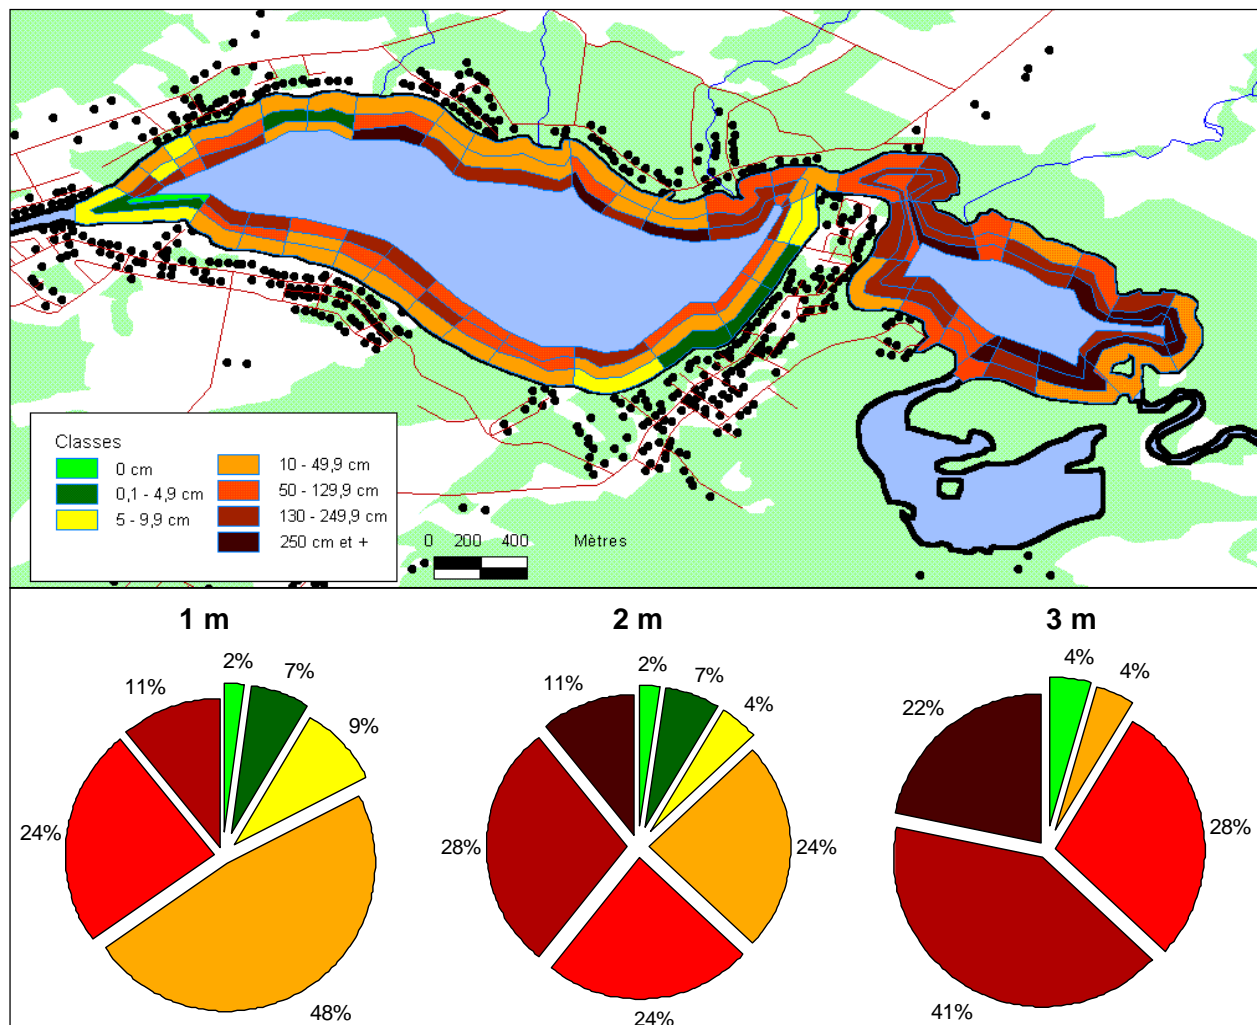 Classes
0 cm
0,1 - 4,9 cm
5 - 9,9 cm
10 - 49,9 cm
50 - 129,9 cm
130 - 249,9 cm
250 cm et +
0 200 400 Mètres
1 m
2%
7%
9%
48%
24%
11%
2 m
2%
7%
4%
24%
24%
28%
11%
3 m
4%
4%
28%
41%
22%